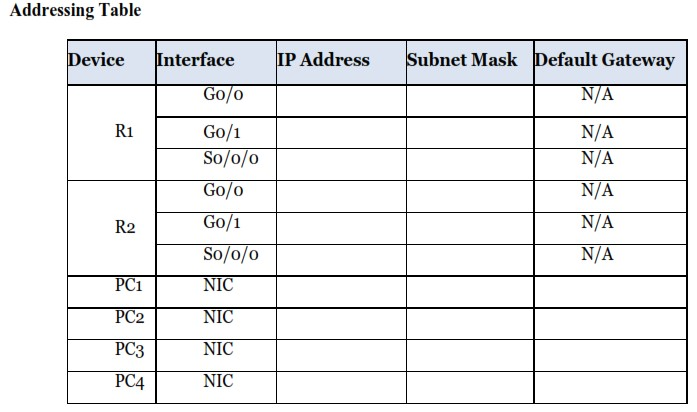 Addressing Table
Device Interface IP Address Subnet Mask Default Gateway
G0/0 N/A
R1 G0/1 N/A
S0/0/0 N/A
G0/0 N/A
R2 G0/1 N/A
S0/0/0 N/A
PC1 NIC
PC2 NIC
PC3 NIC
PC4 NIC